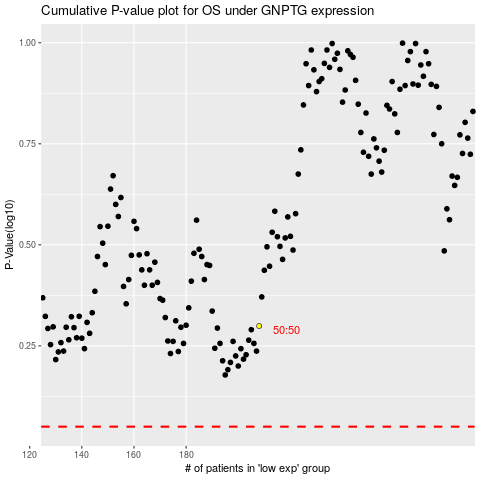 Cumulative P-value plot for OS under GNPTG expression
1.00
0.75
0.50
0.25
P-Value(log10)
50:50
120 140 160 180
# of patients in 'low exp' group